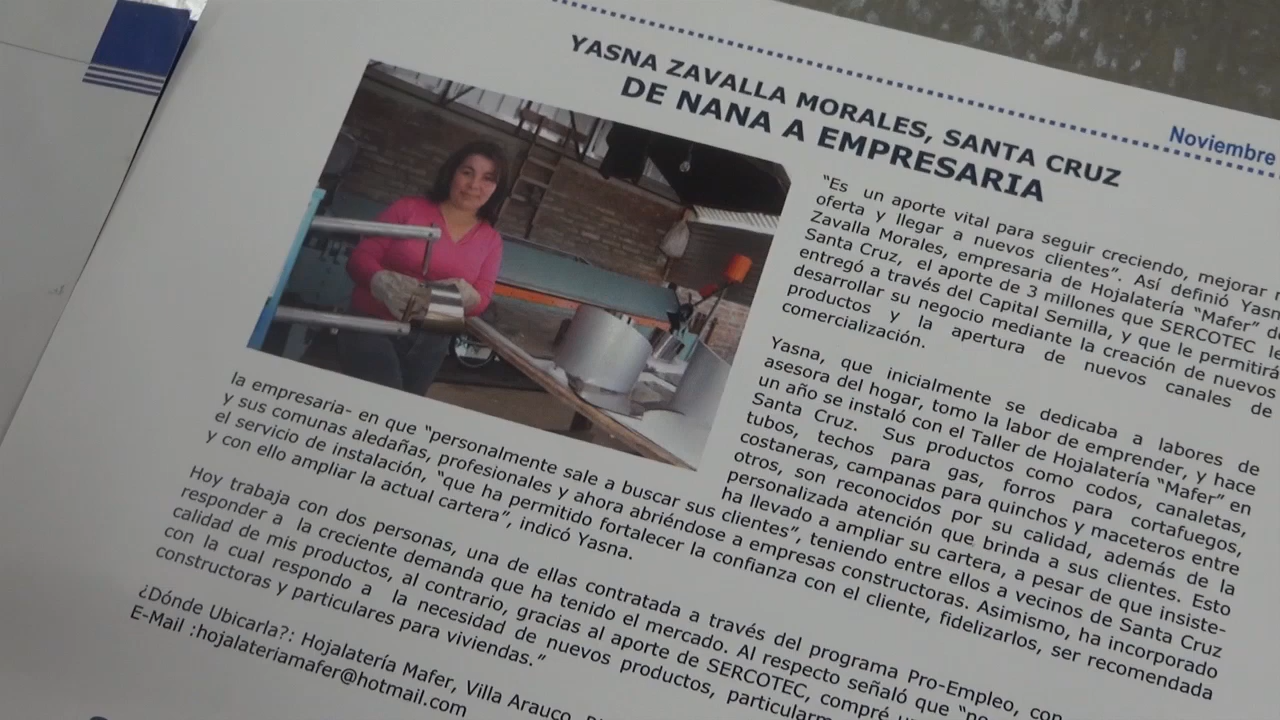 Noviembre
YASNA ZAVALLA MORALES, SANTA CRUZ
DE NANA A EMPRESARIA
“Es un aporte vital para seguir creciendo, mejorar
oferta y llegar a nuevos clientes”. Así definió
Zavalla Morales, empresaria de Hojalatería “Mafer”
Santa Cruz, el aporte de 3 millones que SERCOTEC
entregó a través del Capital Semilla, y que le permitirá
desarrollar su negocio mediante la creación de nuevos
productos y la apertura de nuevos canales de
comercialización.
Yasna, que inicialmente se dedicaba a labores de
asesora del hogar, tomo la labor de emprender, y hace
un año se instaló con el Taller de Hojalatería “Mafer” en
Santa Cruz. Sus productos como codos, canaletas,
tubos, techos para gas, forros para cortafuegos,
costaneras, campanas para quinchos y maceteros entre
otros, son reconocidos por su calidad, además de la
personalizada atención que brinda a sus clientes. Esto
ha llevado a ampliar su cartera, a pesar de que insiste-
la empresaria- en que “personalmente sale a buscar sus clientes”, teniendo entre ellos a vecinos de Santa Cruz
y sus comunas aledañas, profesionales y ahora abriéndose a empresas constructoras. Asimismo, ha incorporado
el servicio de instalación, “que ha permitido fortalecer la confianza con el cliente, fidelizarlos, ser recomendada
y con ello ampliar la actual cartera”, indicó Yasna.
Hoy trabaja con dos personas, una de ellas contratada a través del programa Pro-Empleo, con
responder a la creciente demanda que ha tenido el mercado. Al respecto señaló que “no
calidad de mis productos, al contrario, gracias al aporte de SERCOTEC, compré
con la cual respondo a la necesidad de nuevos productos,
constructoras y particulares para viviendas.”
¿Dónde Ubicarla?: Hojalatería Mafer, Villa Arauco,
E-Mail :hojalateriamafer@hotmail.com